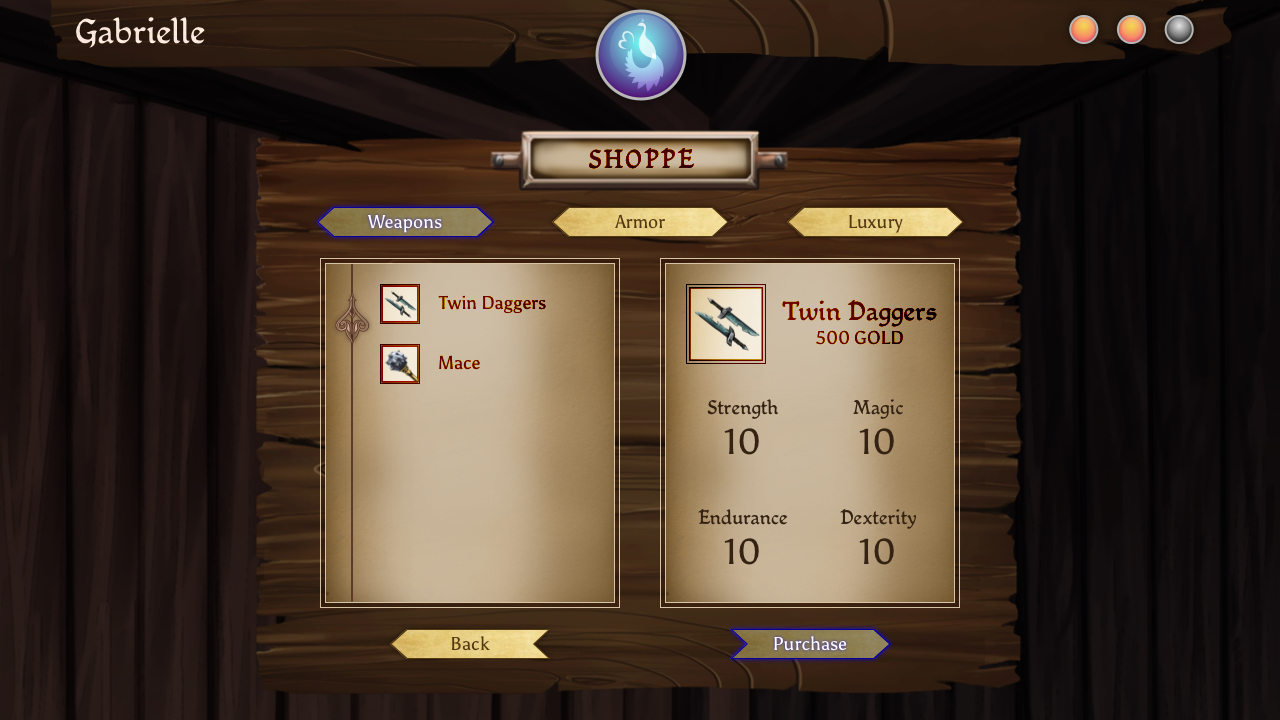 Gabrielle
SHOPPE
Weapons
Armor
Luxury
Twin Daggers
Mace
Twin Daggers
500 GOLD
Strength
Magic
10
10
Endurance
Dexterity
10
10
Back
Purchase